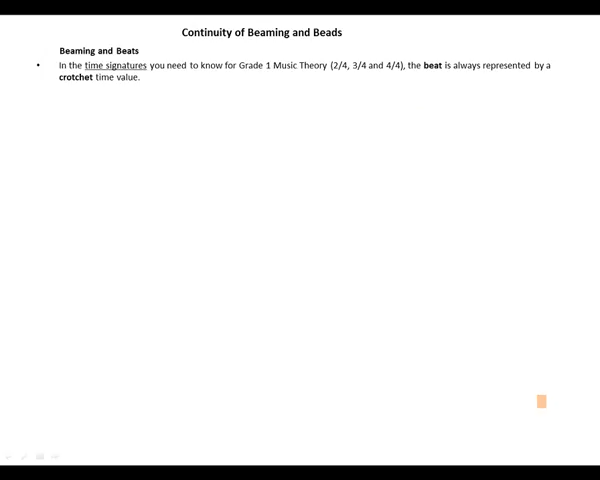 Continuity of Beaming and Beads
Beaming and Beats
• In the time signatures you need to know for Grade 1 Music Theory (2/4, 3/4 and 4/4), the beat is always represented by a
crotchet time value.